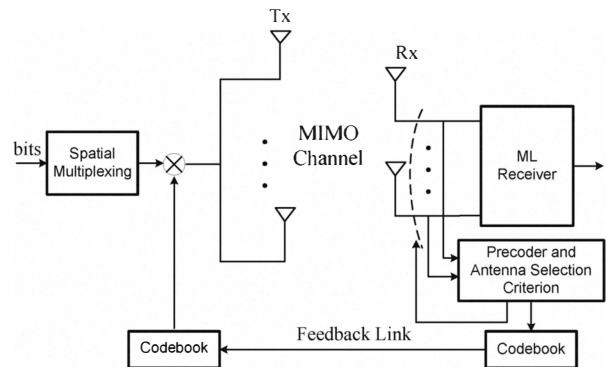 Tx
Rx
bits
Spatial
Multiplexing
MIMO
Channel
ML
Receiver
Precoder and
Antenna Selection
Criterion
Feedback Link
Codebook
Codebook